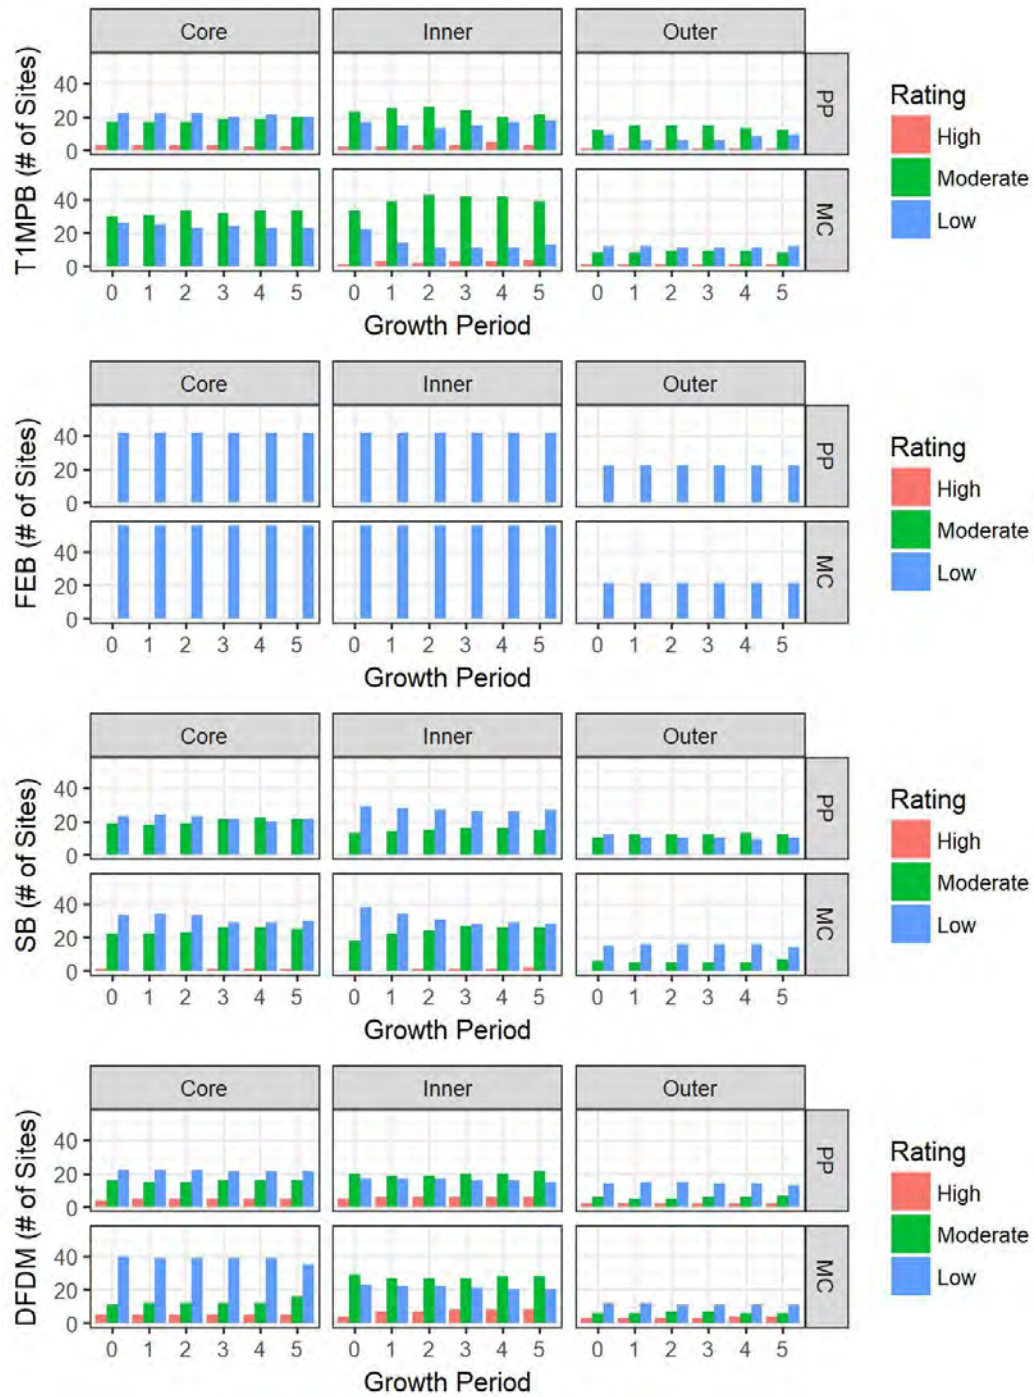 Core Inner Outer
T1MPB (# of Sites)
40
20
0
PP
40
20
0
MC
0 1 2 3 4 5 0 1 2 3 4 5 0 1 2 3 4 5
Growth Period
Rating
High
Moderate
Low
Core Inner Outer
FEB (# of Sites)
40
20
0
PP
40
20
0
MC
0 1 2 3 4 5 0 1 2 3 4 5 0 1 2 3 4 5
Growth Period
Rating
High
Moderate
Low
Core Inner Outer
SB (# of Sites)
40
20
0
PP
40
20
0
MC
0 1 2 3 4 5 0 1 2 3 4 5 0 1 2 3 4 5
Growth Period
Rating
High
Moderate
Low
Core Inner Outer
DFDM (# of Sites)
40
20
0
PP
40
20
0
MC
0 1 2 3 4 5 0 1 2 3 4 5 0 1 2 3 4 5
Growth Period
Rating
High
Moderate
Low